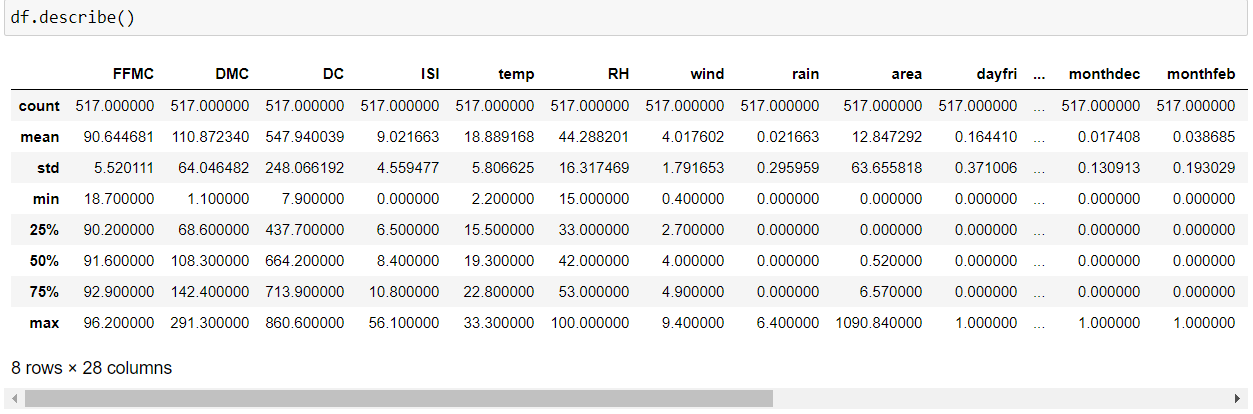 df.describe()
FFMC DMC DC ISI temp RH wind rain area dayfri ... monthdec monthfeb
count 517.000000 517.000000 517.000000 517.000000 517.000000 517.000000 517.000000 517.000000 517.000000 517.000000 ... 517.000000 517.000000
mean 90.644681 110.872340 547.940039 9.021663 18.889168 44.288201 4.017602 0.021663 12.847292 0.164410 ... 0.017408 0.038685
std 5.520111 64.046482 248.066192 4.559477 5.806625 16.317469 1.791653 0.295959 63.655818 0.371006 ... 0.130913 0.193029
min 18.700000 1.100000 7.900000 0.000000 2.200000 15.000000 0.400000 0.000000 0.000000 0.000000 ... 0.000000 0.000000
25% 90.200000 68.600000 437.700000 6.500000 15.500000 33.000000 2.700000 0.000000 0.000000 0.000000 ... 0.000000 0.000000
50% 91.600000 108.300000 664.200000 8.400000 19.300000 42.000000 4.000000 0.000000 0.520000 0.000000 ... 0.000000 0.000000
75% 92.900000 142.400000 713.900000 10.800000 22.800000 53.000000 4.900000 0.000000 6.570000 0.000000 ... 0.000000 0.000000
max 96.200000 291.300000 860.600000 56.100000 33.300000 100.000000 9.400000 6.400000 1090.840000 1.000000 ... 1.000000 1.000000
8 rows × 28 columns